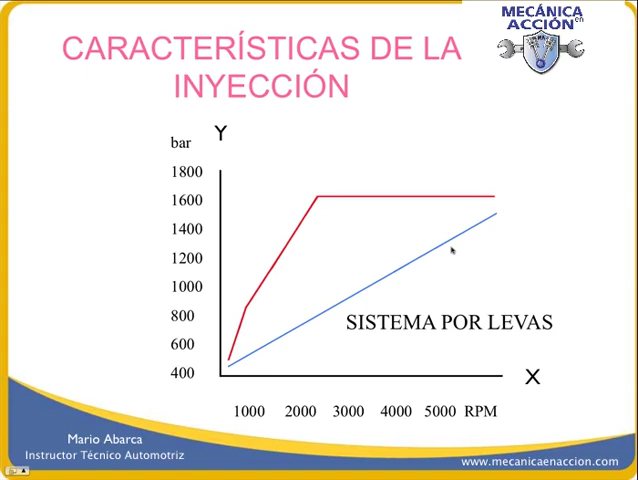 MECÁNICA
en
ACCIÓN
CARACTERÍSTICAS DE LA
INYECCIÓN
Y
bar
1800
1600
1400
1200
1000
800
600
400
SISTEMA POR LEVAS
X
1000 2000 3000 4000 5000 RPM
Mario Abarca
Instructor Técnico Automotriz
www.mecanicaenaccion.com